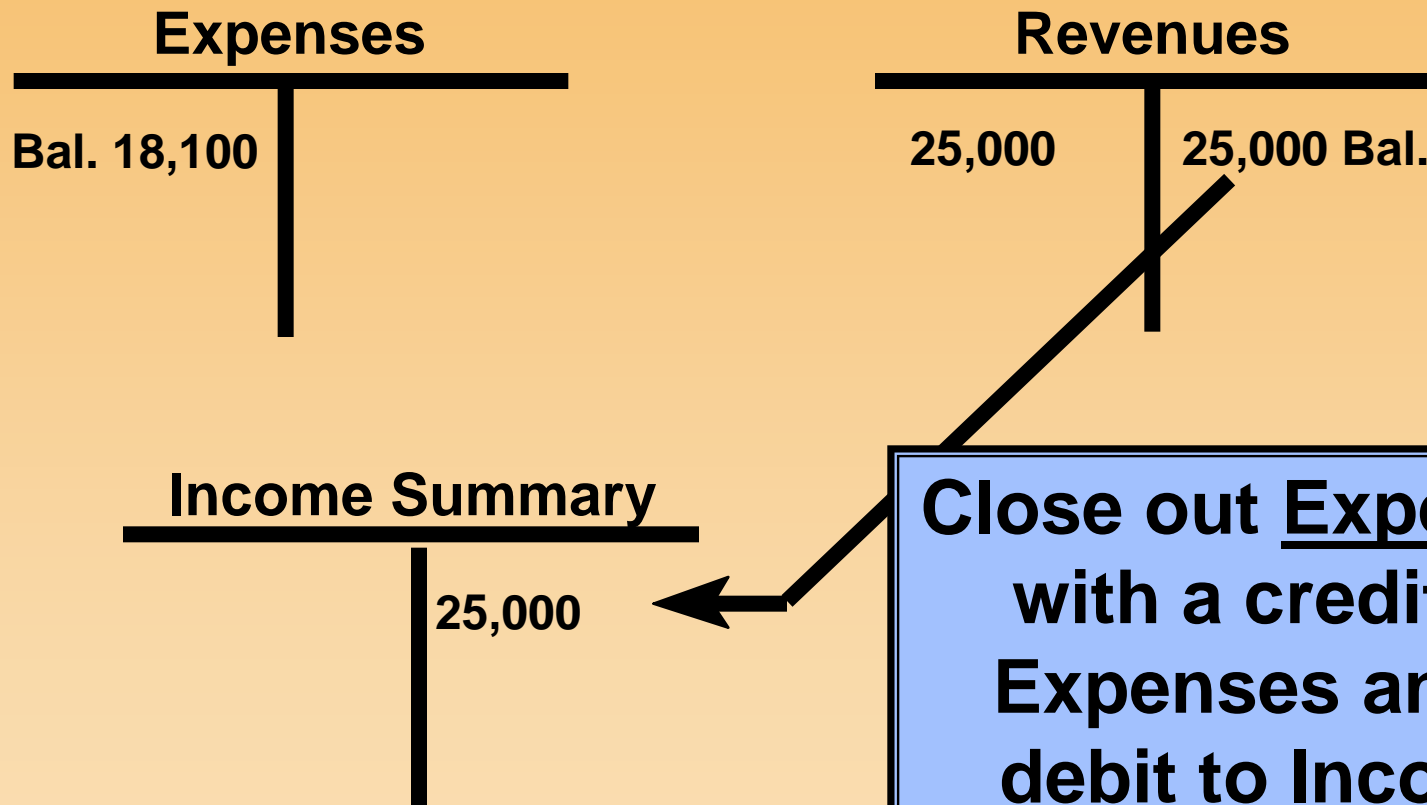 Expenses
Revenues
Bal. 18,100
25,000
25,000 Bal.
Income Summary
25,000
Close out
with a
Expenses
debit to